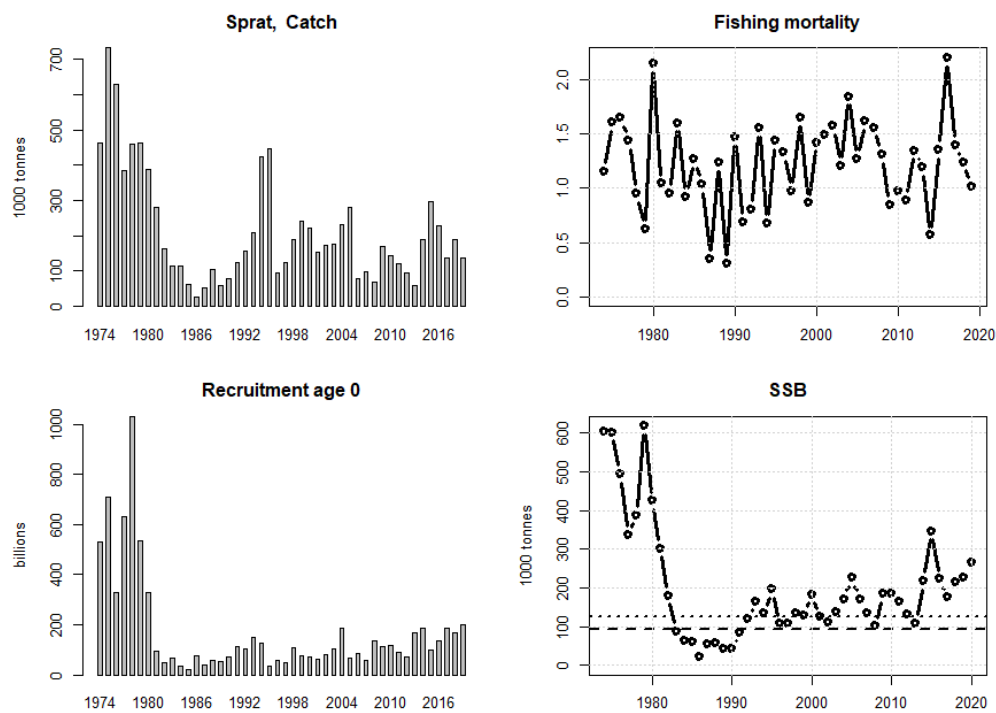 Sprat, Catch
1000 tonnes
700
500
300
100
0
1974 1980 1986 1992 1998 2004 2010 2016
Fishing mortality
2.0
1.5
1.0
0.5
0.0
1980 1990 2000 2010 2020
Recruitment age 0
billions
1000
800
600
400
200
0
1974 1980 1986 1992 1998 2004 2010 2016
SSB
1000 tonnes
600
500
400
300
200
100
0
1980 1990 2000 2010 2020